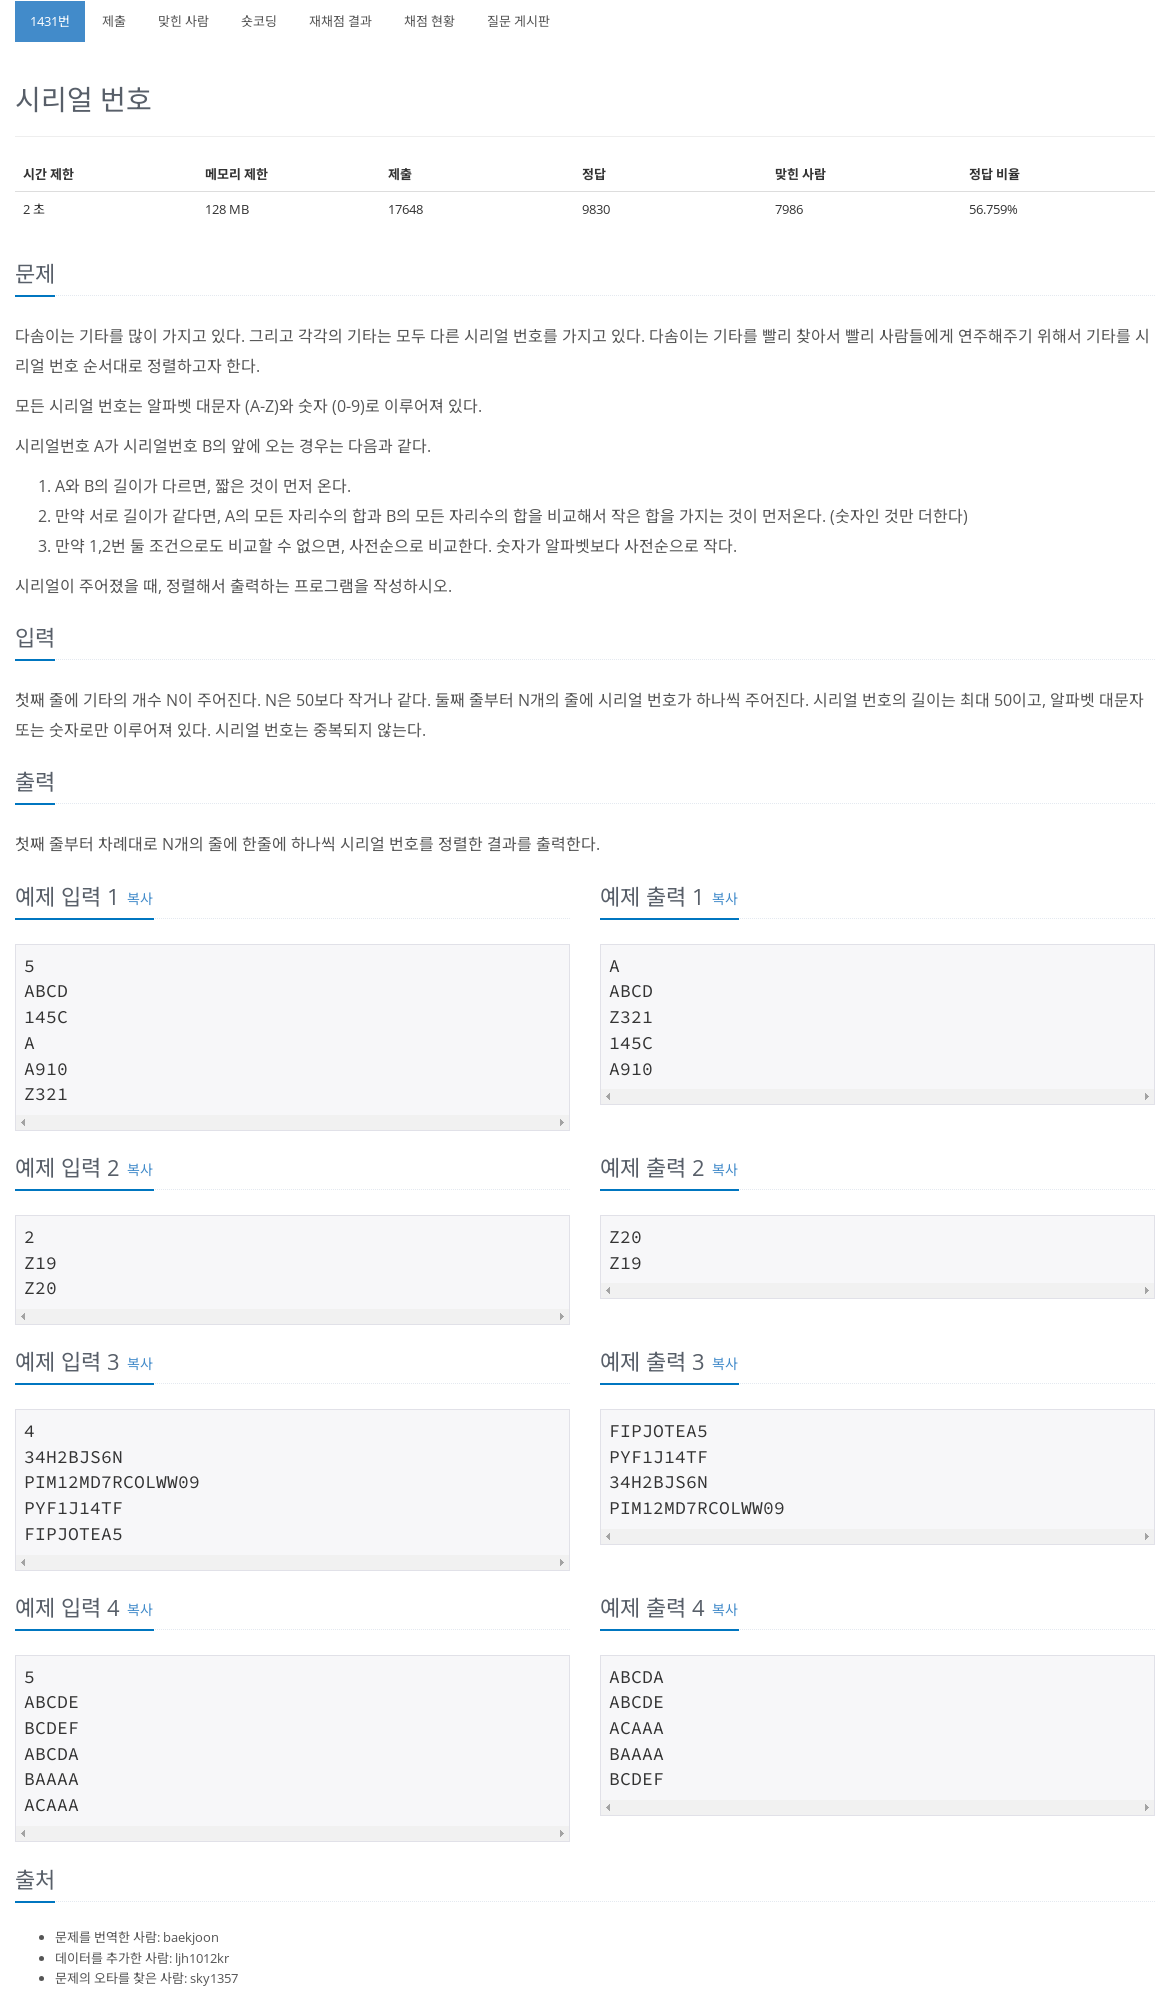 1431번 제출 맞힌 사람 숏코딩 재채점 결과 채점 현황 질문 게시판
시리얼 번호
시간 제한 메모리 제한 제출 정답 맞힌 사람 정답 비율
2 초 128 MB 17648 9830 7986 56.759%
문제
다솜이는 기타를 많이 가지고 있다. 그리고 각각의 기타는 모두 다른 시리얼 번호를 가지고 있다. 다솜이는 기타를 빨리 찾아서 빨리 사람들에게 연주해주기 위해서 기타를 시
리얼 번호 순서대로 정렬하고자 한다.
모든 시리얼 번호는 알파벳 대문자 (A-Z)와 숫자 (0-9)로 이루어져 있다.
시리얼번호 A가 시리얼번호 B의 앞에 오는 경우는 다음과 같다.
1. A와 B의 길이가 다르면, 짧은 것이 먼저 온다.
2. 만약 서로 길이가 같다면, A의 모든 자리수의 합과 B의 모든 자리수의 합을 비교해서 작은 합을 가지는 것이 먼저온다. (숫자인 것만 더한다)
3. 만약 1,2번 둘 조건으로도 비교할 수 없으면, 사전순으로 비교한다. 숫자가 알파벳보다 사전순으로 작다.
시리얼이 주어졌을 때, 정렬해서 출력하는 프로그램을 작성하시오.
입력
첫째 줄에 기타의 개수 N이 주어진다. N은 50보다 작거나 같다. 둘째 줄부터 N개의 줄에 시리얼 번호가 하나씩 주어진다. 시리얼 번호의 길이는 최대 50이고, 알파벳 대문자
또는 숫자로만 이루어져 있다. 시리얼 번호는 중복되지 않는다.
출력
첫째 줄부터 차례대로 N개의 줄에 한줄에 하나씩 시리얼 번호를 정렬한 결과를 출력한다.
예제 입력 1 복사
5
ABCD
145C
A
A910
Z321
예제 출력 1 복사
A
ABCD
Z321
145C
A910
예제 입력 2 복사
2
Z19
Z20
예제 출력 2 복사
Z20
Z19
예제 입력 3 복사
4
34H2BJS6N
PIM12MD7RCOLWW09
PYF1J14TF
FIPJOTEA5
예제 출력 3 복사
FIPJOTEA5
PYF1J14TF
34H2BJS6N
PIM12MD7RCOLWW09
예제 입력 4 복사
5
ABCDE
BCDEF
ABCDA
BAAAA
ACAAA
예제 출력 4 복사
ABCDA
ABCDE
ACAAA
BAAAA
BCDEF
출처
• 문제를 번역한 사람: baekjoon
• 데이터를 추가한 사람: ljh1012kr
• 문제의 오타를 찾은 사람: sky1357